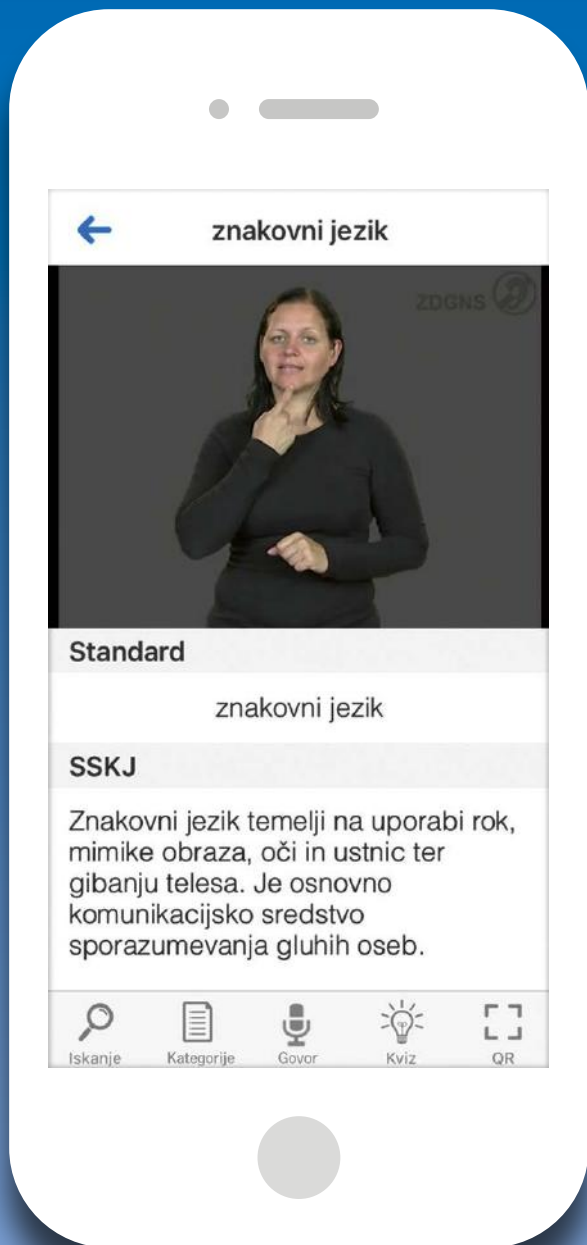 znakovni jezik
ZDGNS
Standard
znakovni jezik
SSKJ
Znakovni jezik temelji na uporabi rok,
mimike obraza, oči in ustnic ter
gibanju telesa. Je osnovno
komunikacijsko sredstvo
sporazumevanja gluhih oseb.
Iskanje Kategorije Govor Kviz QR